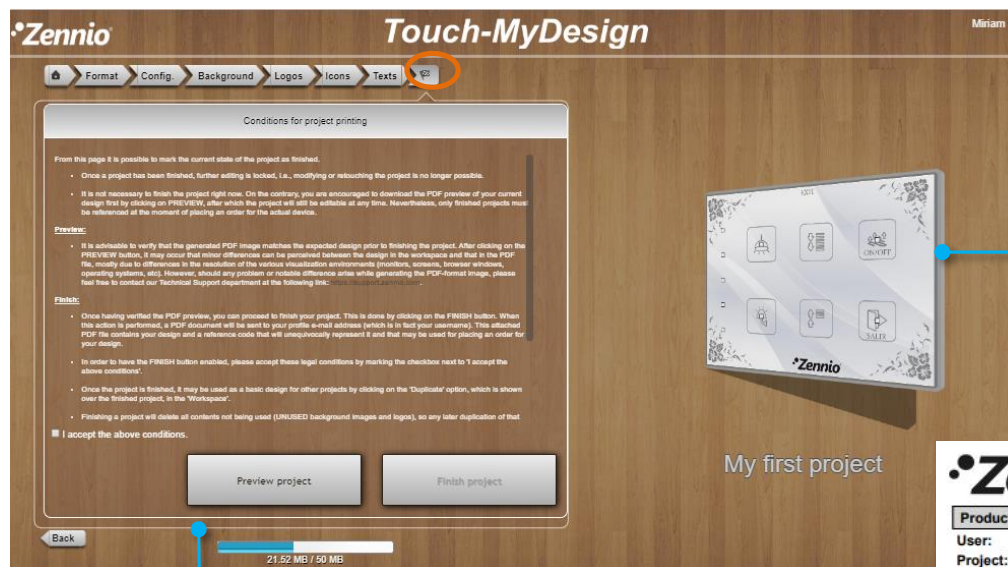 Zennio
Touch-MyDesign
Miriam
Format
Config.
Background
Logos
Icons
Texts
Conditions for project printing
From this page it is possible to mark the current state of the project as finished.
• Once a project has been finished, further editing is locked, i.e., modifying or retouching the project is no longer possible.
• It is not necessary to finish the project right now. On the contrary, you are encouraged to download the PDF preview of your current
design first by clicking on PREVIEW, after which the project will still be editable at any time. Nevertheless, only finished projects must
be referenced at the moment of placing an order for the actual device.
Preview:
• It is advisable to verify that the generated PDF image matches the expected design prior to finishing the project. After clicking on the
PREVIEW button, it may occur that minor differences can be perceived between the design in the workspace and that in the PDF
file, mostly due to differences in the resolution of the various visualization environments (monitors, screens, browser windows,
operating systems, etc). However, should any problem or notable difference arise while generating the PDF-format image, please
feel free to contact our Technical Support department at the following link: https://support.zennio.com.
Finish:
• Once having verified the PDF preview, you can proceed to finish your project. This is done by clicking on the FINISH button. When
this action is performed, a PDF document will be sent to your profile e-mail address (which is in fact your username). This attached
PDF file contains your design and a reference code that will unequivocally represent it and that may be used for placing an order for
your design.
• In order to have the FINISH button enabled, please accept these legal conditions by marking the checkbox next to 'I accept the
above conditions'.
• Once the project is finished, it may be used as a basic design for other projects by clicking on the 'Duplicate' option, which is shown
over the finished project, in the 'Workspace'.
• Finishing a project will delete all contents not being used (UNUSED background images and logos), so any later duplication of that
I accept the above conditions.
Preview project
Finish project
Back
21.52 MB / 50 MB
ON/OFF
SALIR
Zennio
My first project
Produc
User:
Project: